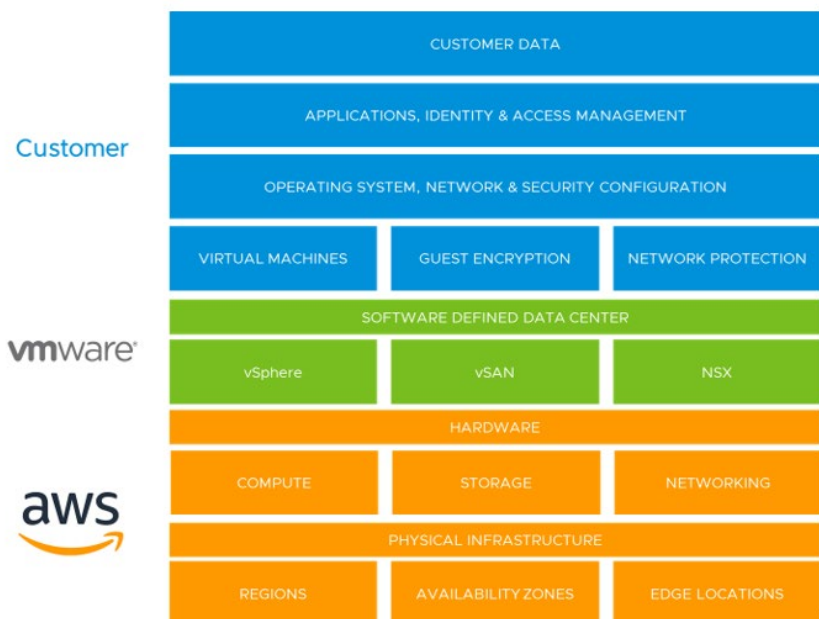 CUSTOMER DATA
APPLICATIONS, IDENTITY & ACCESS MANAGEMENT
Customer
OPERATING SYSTEM, NETWORK & SECURITY CONFIGURATION
VIRTUAL MACHINES
GUEST ENCRYPTION
NETWORK PROTECTION
SOFTWARE DEFINED DATA CENTER
vmware®
vSphere
vSAN
NSX
HARDWARE
COMPUTE
STORAGE
NETWORKING
aws
PHYSICAL INFRASTRUCTURE
REGIONS
AVAILABILITY ZONES
EDGE LOCATIONS